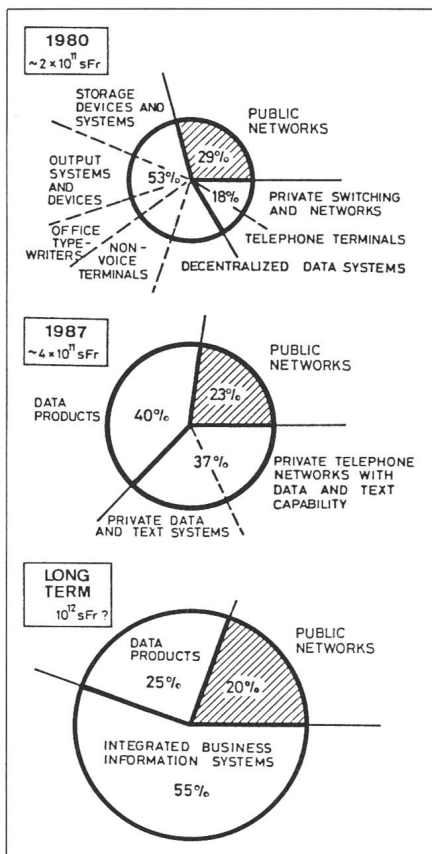 1980
~2 × 10¹¹ sFr
STORAGE
DEVICES AND
SYSTEMS
PUBLIC
NETWORKS
29%
53%
18%
OUTPUT
SYSTEMS
AND
DEVICES
PRIVATE SWITCHING
AND NETWORKS
OFFICE
TYPE-
WRITERS
NON-
VOICE
TERMINALS
TELEPHONE TERMINALS
DECENTRALIZED DATA SYSTEMS
1987
~4 × 10¹¹ sFr
PUBLIC
NETWORKS
DATA
PRODUCTS
40%
23%
37%
PRIVATE TELEPHONE
NETWORKS WITH
DATA AND TEXT
CAPABILITY
PRIVATE DATA
AND TEXT SYSTEMS
LONG
TERM
10¹² sFr ?
PUBLIC
NETWORKS
DATA
PRODUCTS
25%
20%
INTEGRATED BUSINESS
INFORMATION SYSTEMS
55%